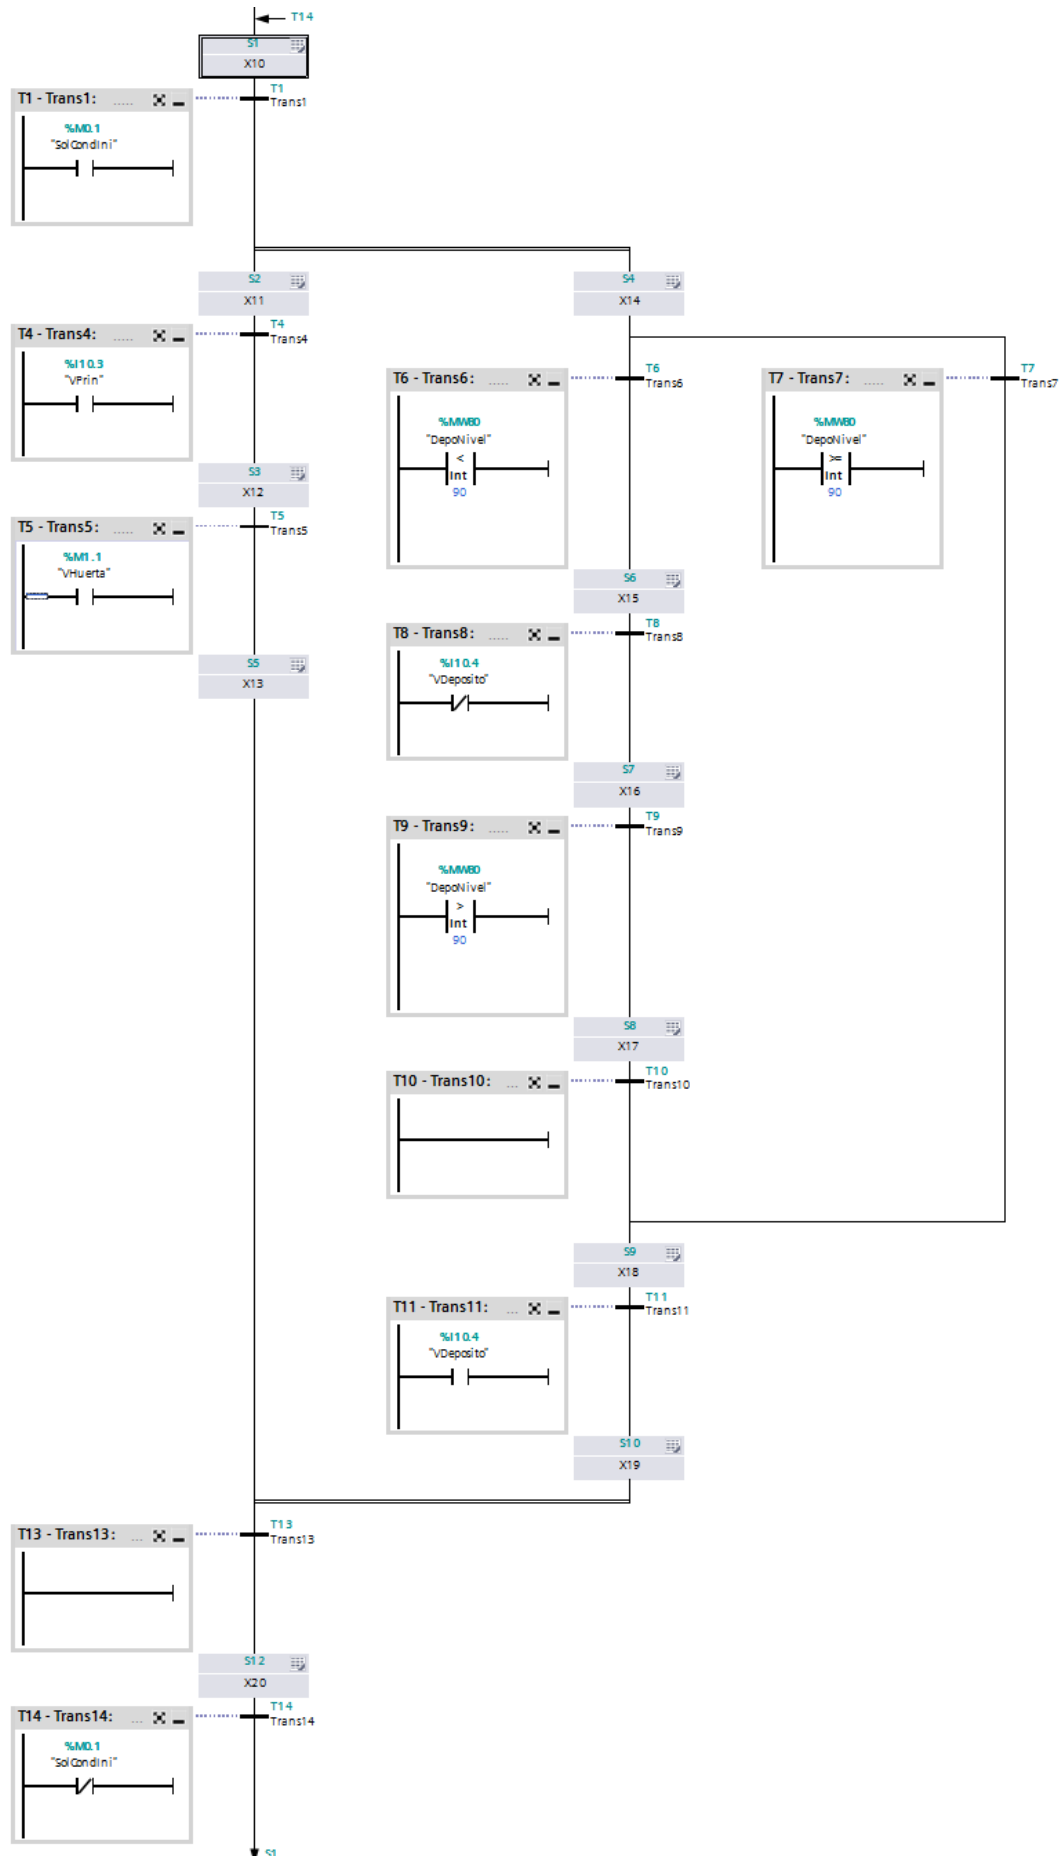 T14
S1
X10
T1 - Trans1: .....
T1
Trans1
%M0.1
"SolCondIni"
S2
X11
S4
X14
T4 - Trans4: .....
T4
Trans4
%I10.3
"VPrin"
T6 - Trans6: .....
T6
Trans6
%MW80
"DepoNivel"
<
Int
90
T7 - Trans7: .....
T7
Trans7
%MW80
"DepoNivel"
>=
Int
90
S3
X12
T5 - Trans5: .....
T5
Trans5
%M1.1
"VHuerta"
S6
X15
T8 - Trans8: .....
T8
Trans8
%I10.4
"VDeposito"
S5
X13
S7
X16
T9 - Trans9: .....
T9
Trans9
%MW80
"DepoNivel"
>
Int
90
S8
X17
T10 - Trans10: ...
T10
Trans10
S9
X18
T11 - Trans11: ...
T11
Trans11
%I10.4
"VDeposito"
S10
X19
T13 - Trans13: ...
T13
Trans13
S12
X20
T14 - Trans14: ...
T14
Trans14
%M0.1
"SolCondIni"
S1